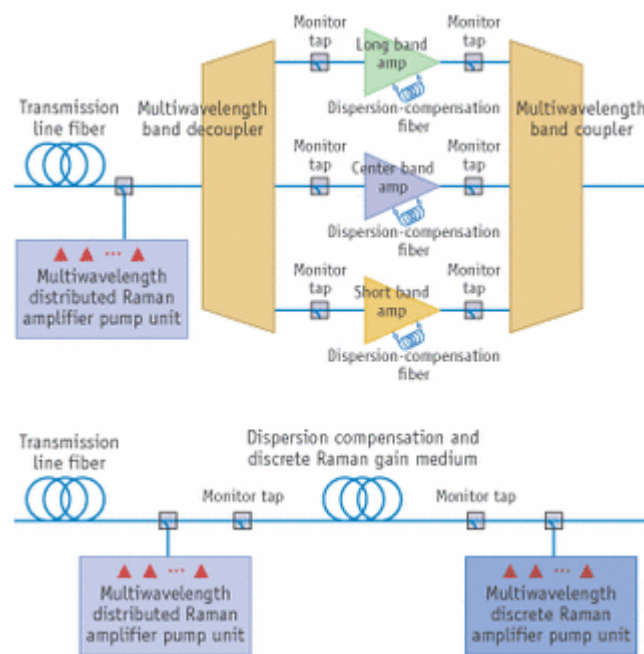 Monitor
tap
Long band
amp
Monitor
tap
Dispersion-compensation
fiber
Transmission
line fiber
Multiwavelength
band decoupler
Multiwavelength
band coupler
Monitor
tap
Center band
amp
Monitor
tap
Dispersion-compensation
fiber
Multiwavelength
distributed Raman
amplifier pump unit
Monitor
tap
Short band
amp
Monitor
tap
Dispersion-compensation
fiber
Transmission
line fiber
Dispersion compensation and
discrete Raman gain medium
Monitor tap
Monitor tap
Multiwavelength
distributed Raman
amplifier pump unit
Multiwavelength
discrete Raman
amplifier pump unit